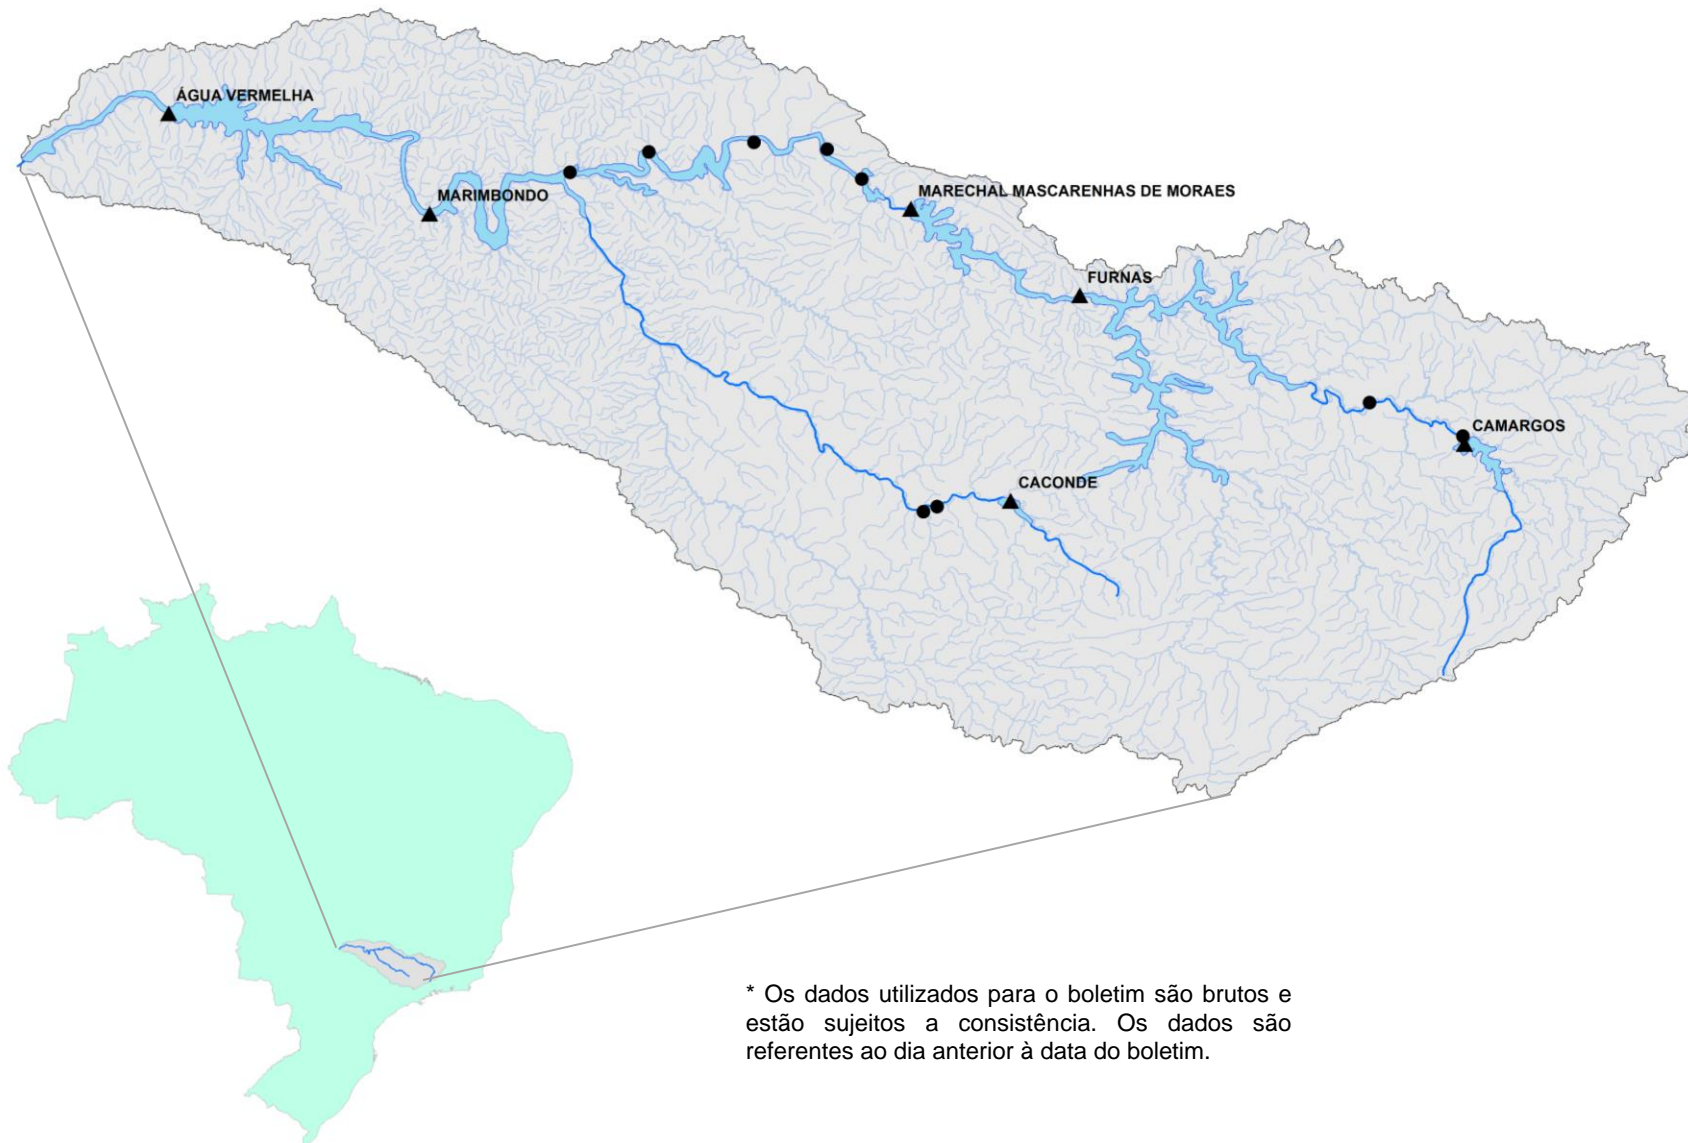 ÁGUA VERMELHA
MARIMBONDO
MARECHAL MASCARENHAS DE MORAES
FURNAS
CAMARGOS
CACONDE
* Os dados utilizados para o boletim são brutos e
estão sujeitos a consistência. Os dados são
referentes ao dia anterior à data do boletim.